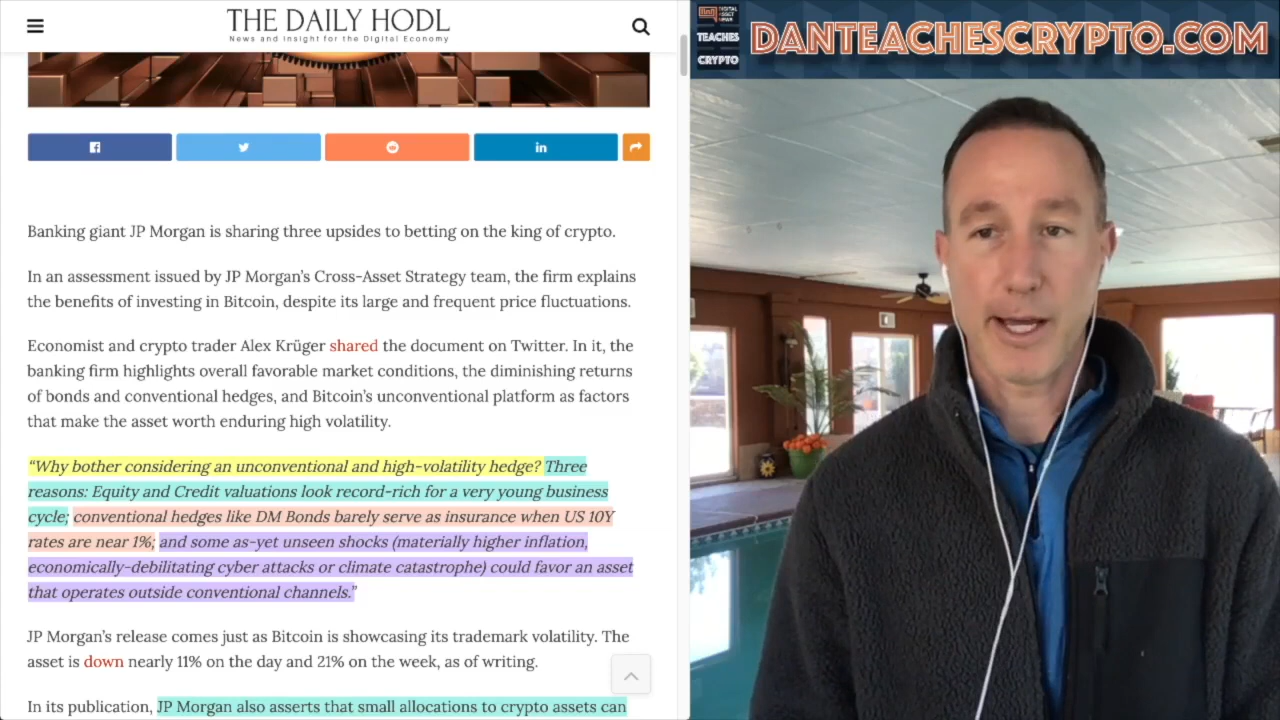 THE DAILY HODL
News and Insight for the Digital Economy
Banking giant JP Morgan is sharing three upsides to betting on the king of crypto.
In an assessment issued by JP Morgan's Cross-Asset Strategy team, the firm explains
the benefits of investing in Bitcoin, despite its large and frequent price fluctuations.
Economist and crypto trader Alex Krüger shared the document on Twitter. In it, the
banking firm highlights overall favorable market conditions, the diminishing returns
of bonds and conventional hedges, and Bitcoin's unconventional platform as factors
that make the asset worth enduring high volatility.
“Why bother considering an unconventional and high-volatility hedge? Three
reasons: Equity and Credit valuations look record-rich for a very young business
cycle; conventional hedges like DM Bonds barely serve as insurance when US 10Y
rates are near 1%; and some as-yet unseen shocks (materially higher inflation,
economically-debilitating cyber attacks or climate catastrophe) could favor an asset
that operates outside conventional channels.”
JP Morgan's release comes just as Bitcoin is showcasing its trademark volatility. The
asset is down nearly 11% on the day and 21% on the week, as of writing.
In its publication, JP Morgan also asserts that small allocations to crypto assets can
DIGITAL
ASSET
NEWS
TEACHES
CRYPTO
DANTEACHESCRYPTO.COM